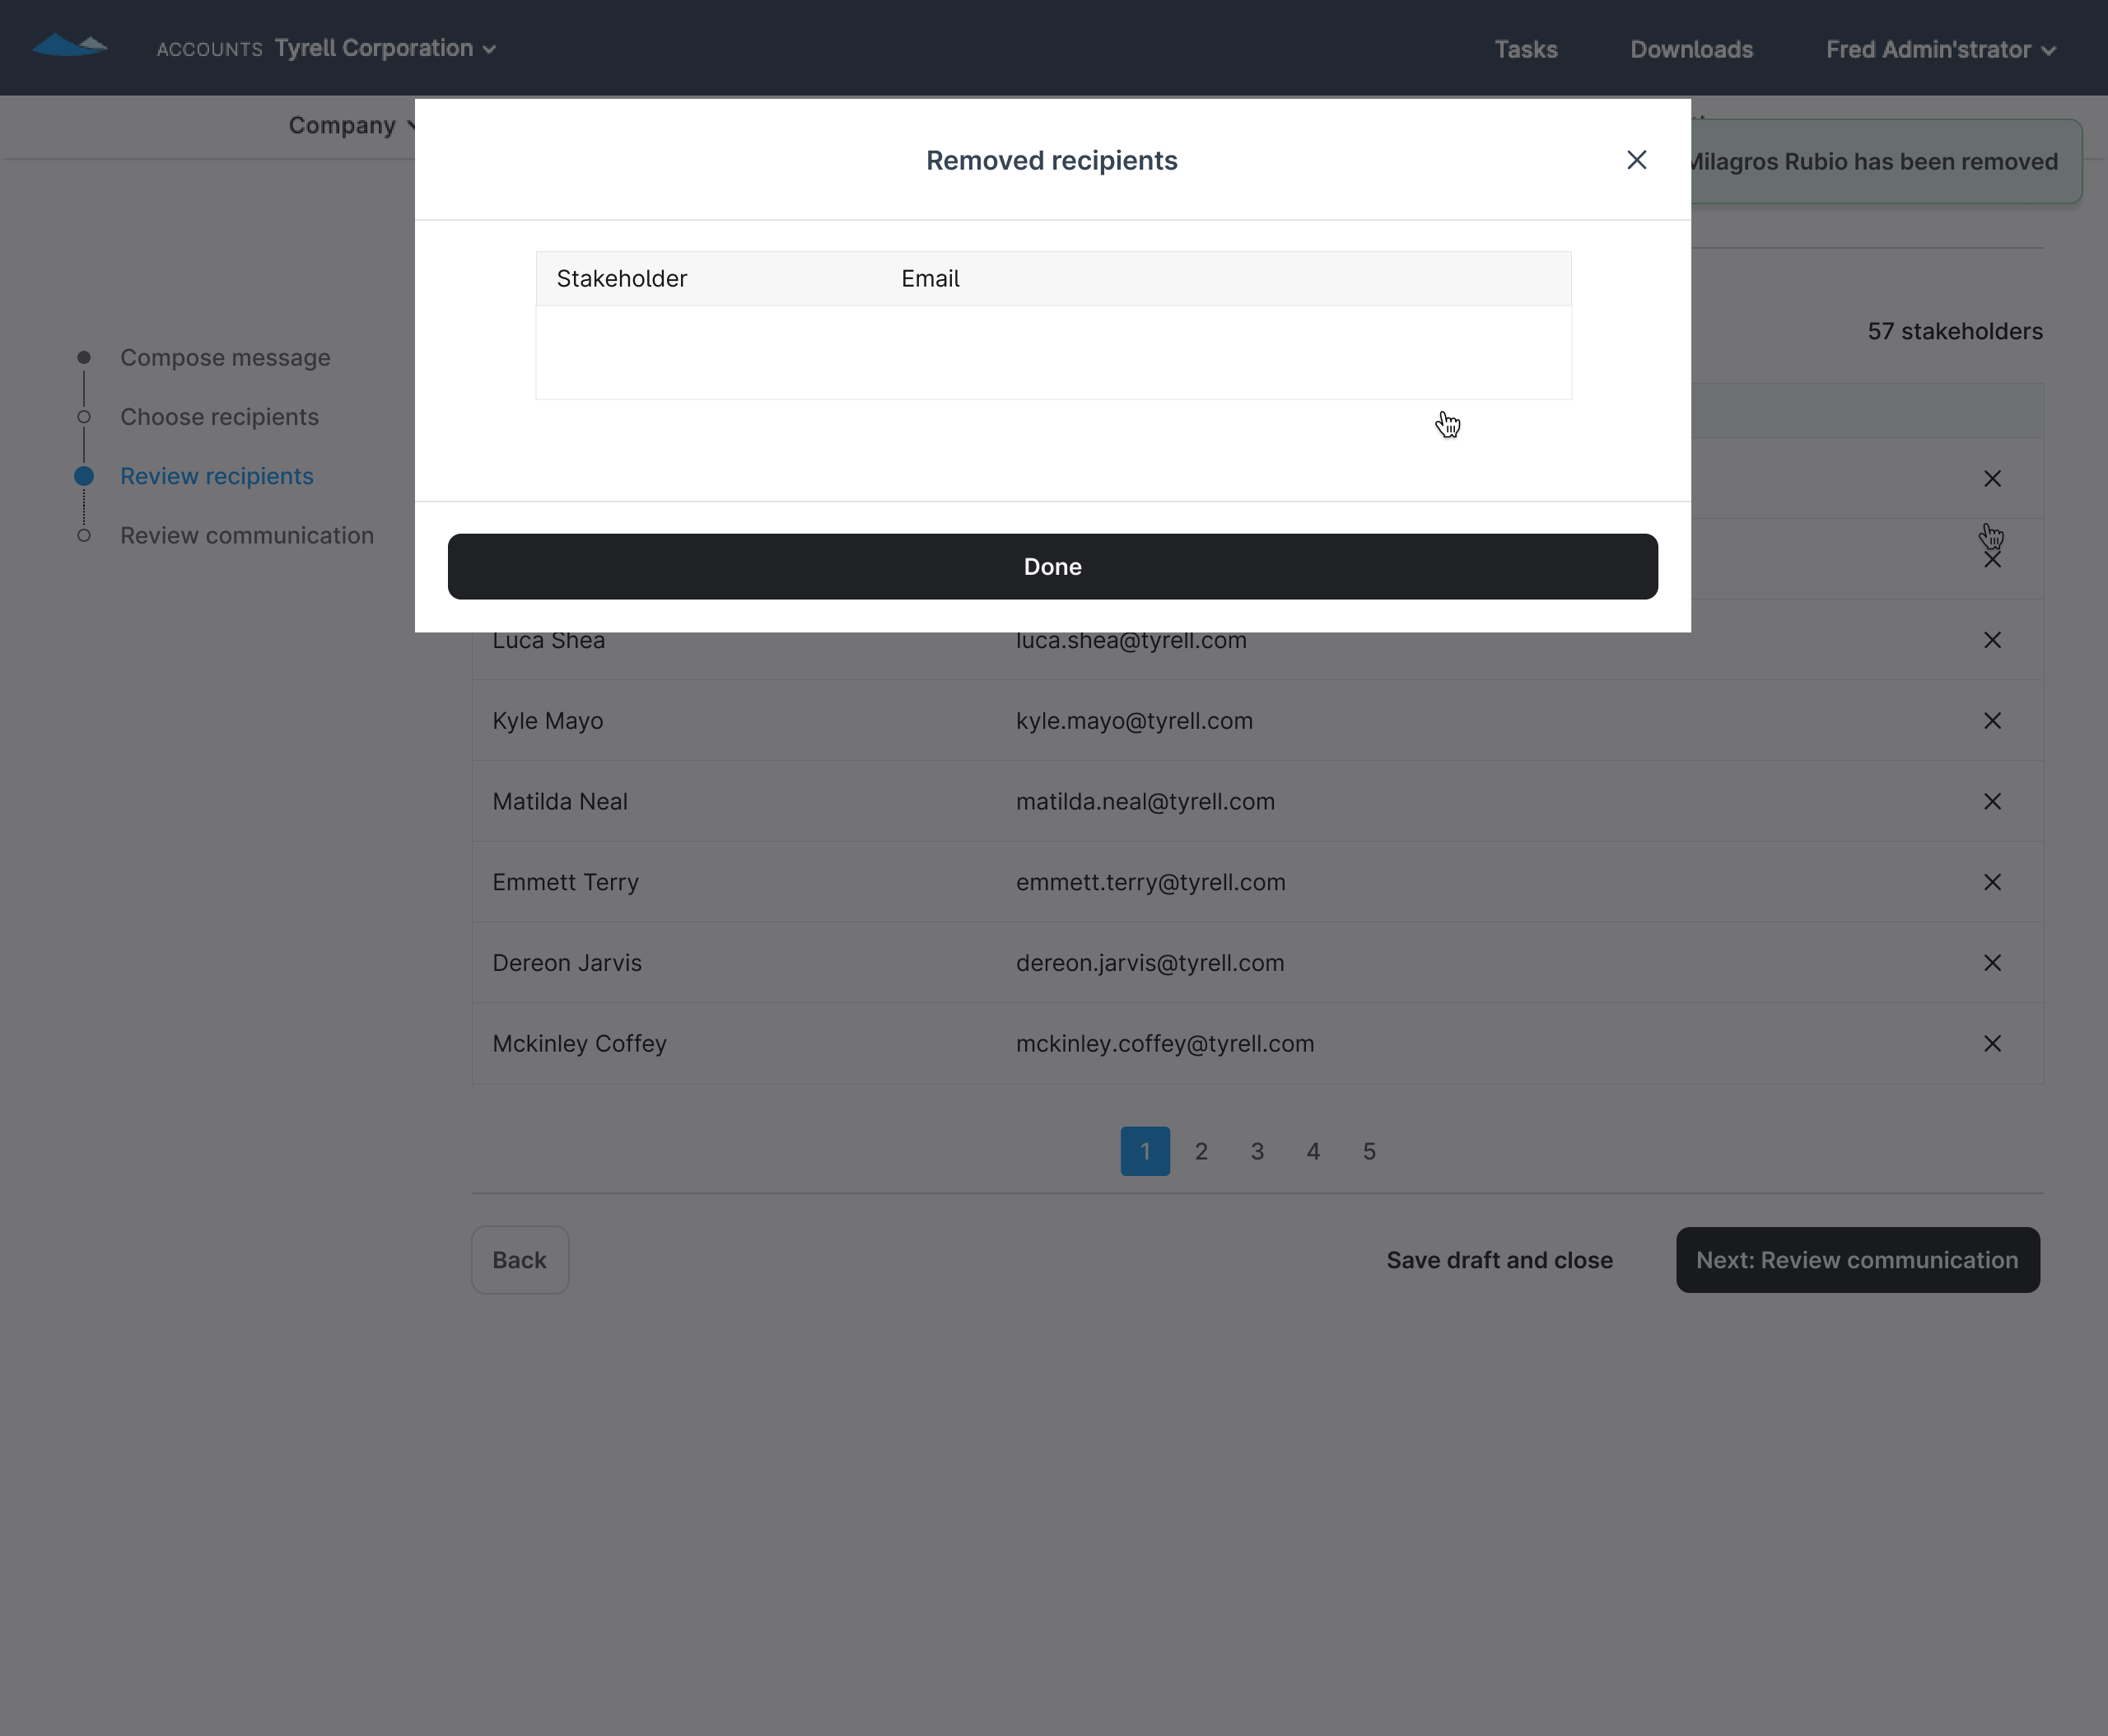 ACCOUNTS Tyrell Corporation
Tasks
Downloads
Fred Admin'strator
Company
Removed recipients
Milagros Rubio has been removed
Stakeholder
Email
57 stakeholders
Compose message
Choose recipients
Review recipients
Review communication
Done
Luca Shea
luca.shea@tyrell.com
Kyle Mayo
kyle.mayo@tyrell.com
Matilda Neal
matilda.neal@tyrell.com
Emmett Terry
emmett.terry@tyrell.com
Dereon Jarvis
dereon.jarvis@tyrell.com
Mckinley Coffey
mckinley.coffey@tyrell.com
1 2 3 4 5
Back
Save draft and close
Next: Review communication